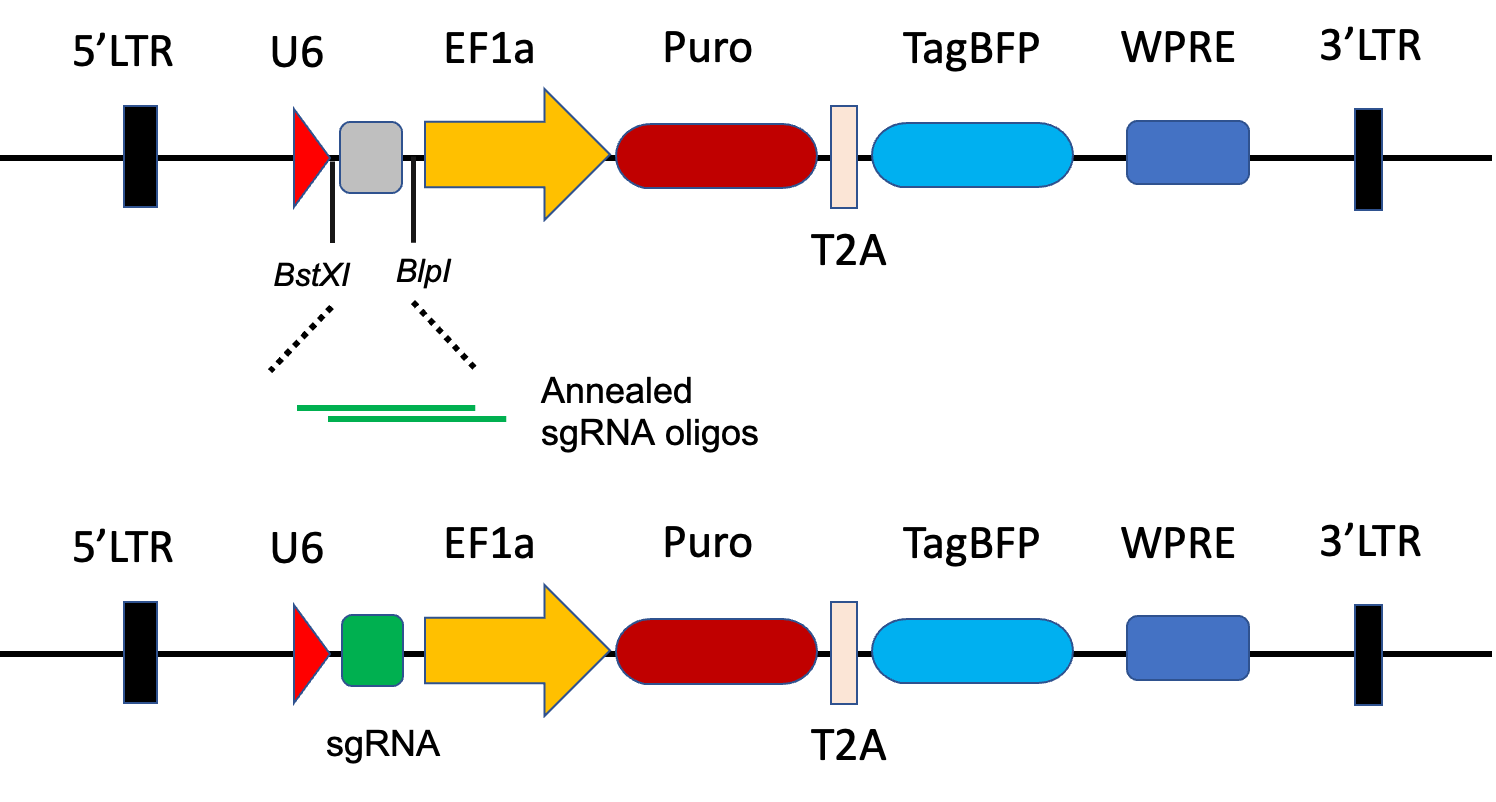 5’LTR U6 EF1a Puro TagBFP WPRE 3’LTR
T2A
BstXI BlpI
Annealed
sgRNA oligos
5’LTR U6 EF1a Puro TagBFP WPRE 3’LTR
sgRNA T2A